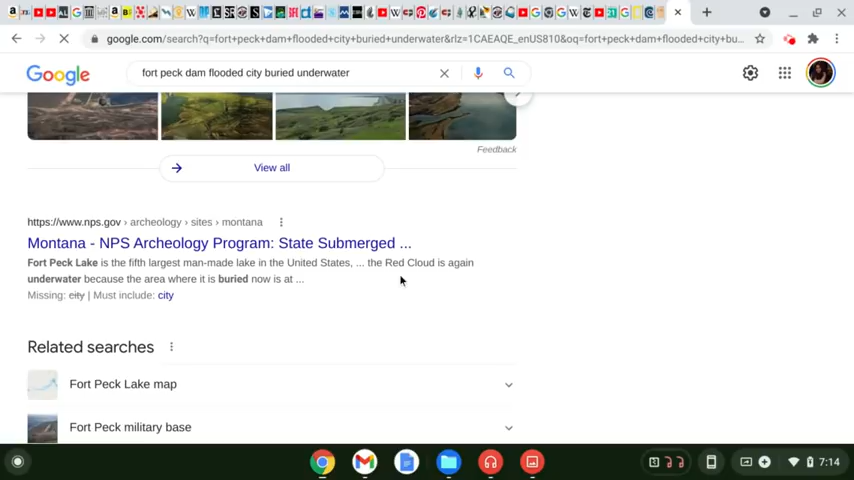 google.com/search?q=fort+peck+dam+flooded+city+buried+underwater&rlz=1CAEAQE_enUS810&oq=fort+peck+dam+flooded+city+bu...
Google
fort peck dam flooded city buried underwater
Feedback
View all
https://www.nps.gov › archeology › sites › montana
Montana - NPS Archeology Program: State Submerged ...
Fort Peck Lake is the fifth largest man-made lake in the United States, ... the Red Cloud is again
underwater because the area where it is buried now is at ...
Missing: city | Must include: city
Related searches
Fort Peck Lake map
Fort Peck military base
7:14